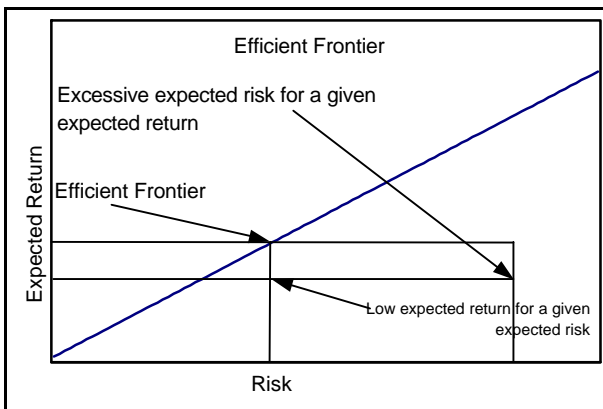 Efficient Frontier
Excessive expected risk for a given
expected return
Efficient Frontier
Expected Return
Low expected return for a given
expected risk
Risk